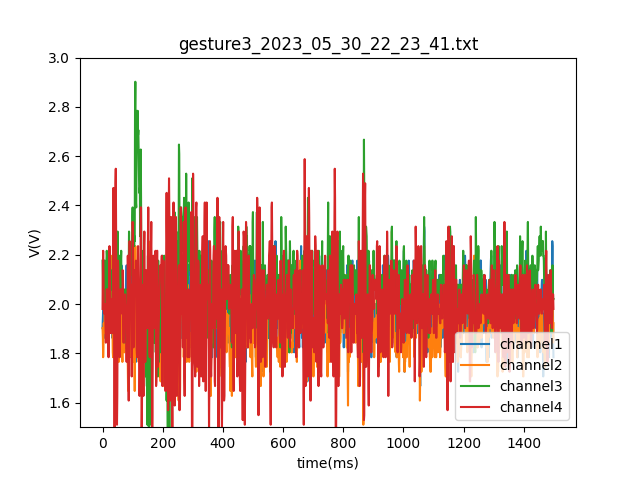 gesture3_2023_05_30_22_23_41.txt
3.0
2.8
2.6
2.4
2.2
2.0
1.8
1.6
V(V)
0 200 400 600 800 1000 1200 1400
time(ms)
channel1
channel2
channel3
channel4